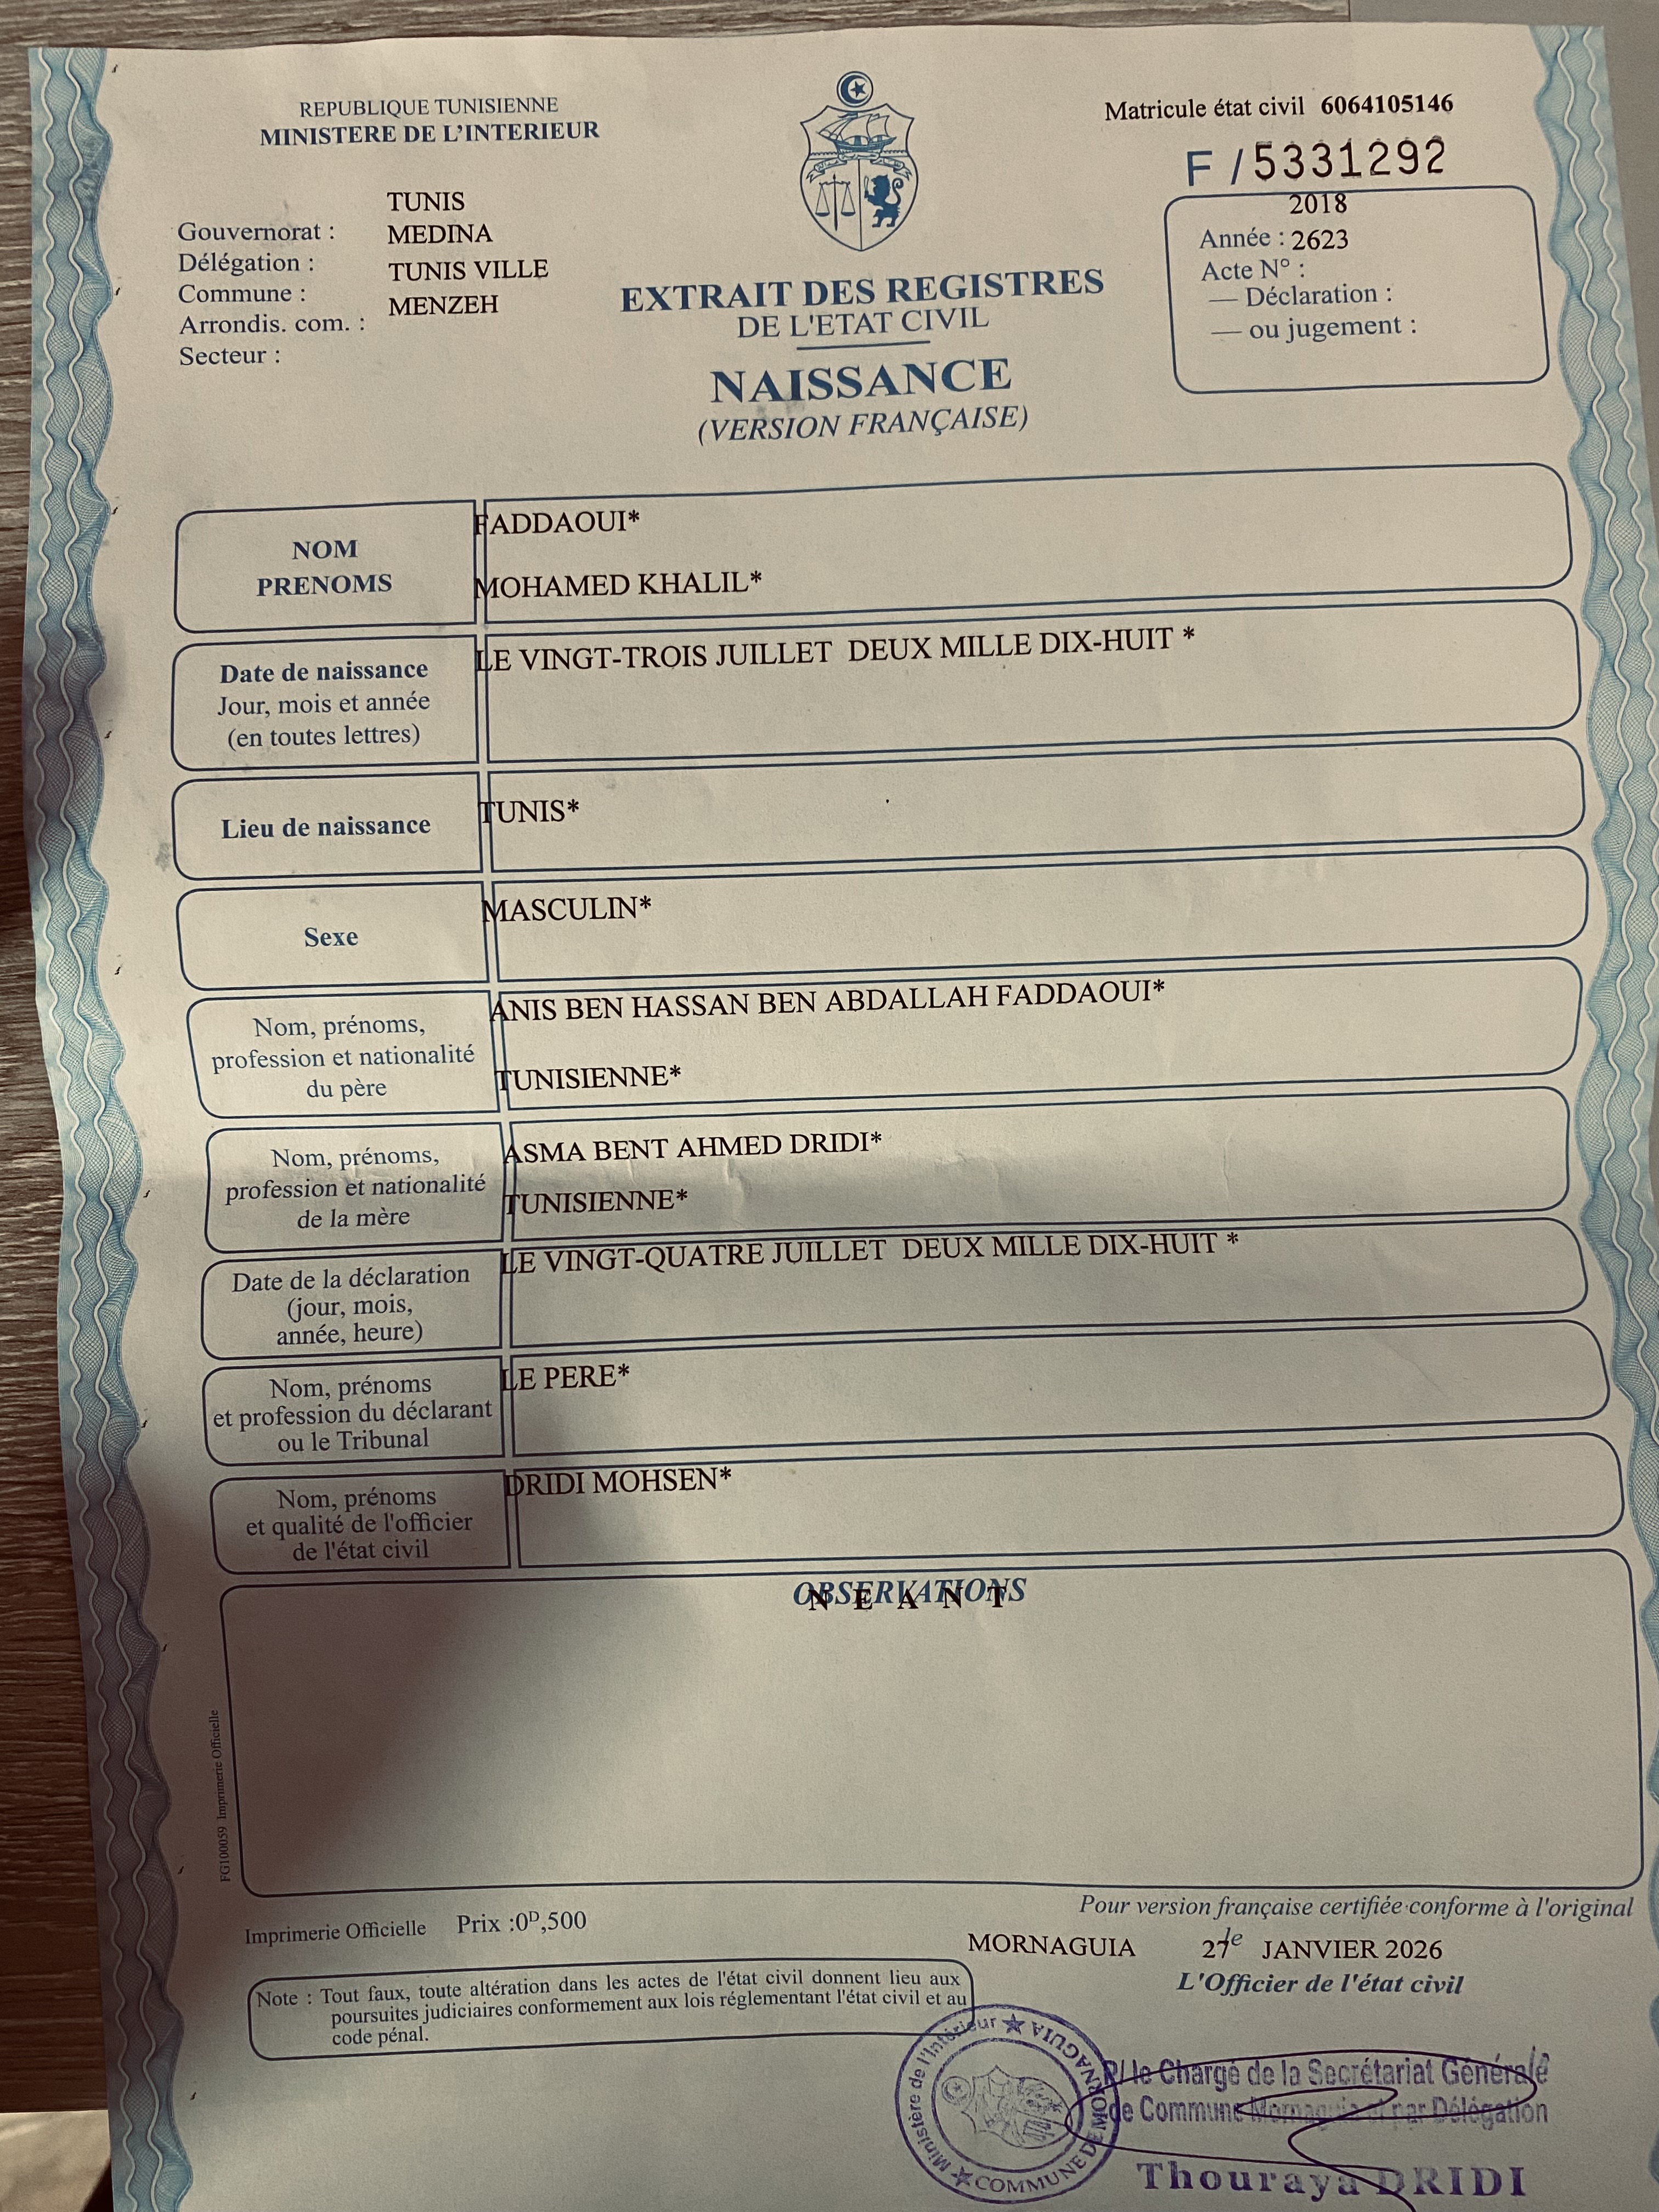 REPUBLIQUE TUNISIENNE
MINISTERE DE L'INTERIEUR
Matricule état civil 6064105146
F / 5331292
TUNIS
Gouvernorat :
MEDINA
Délégation :
TUNIS VILLE
Commune :
MENZEH
Arrondis. com. :
Secteur :
2018
Année : 2623
Acte N° :
— Déclaration :
— ou jugement :
EXTRAIT DES REGISTRES
DE L'ETAT CIVIL
NAISSANCE
(VERSION FRANÇAISE)
NOM
PRENOMS
FADDAOUI*
MOHAMED KHALIL*
Date de naissance
Jour, mois et année
(en toutes lettres)
LE VINGT-TROIS JUILLET DEUX MILLE DIX-HUIT *
Lieu de naissance
TUNIS*
Sexe
MASCULIN*
Nom, prénoms,
profession et nationalité
du père
ANIS BEN HASSAN BEN ABDALLAH FADDAOUI*
TUNISIENNE*
Nom, prénoms,
profession et nationalité
de la mère
ASMA BENT AHMED DRIDI*
TUNISIENNE*
Date de la déclaration
(jour, mois,
année, heure)
LE VINGT-QUATRE JUILLET DEUX MILLE DIX-HUIT *
Nom, prénoms
et profession du déclarant
ou le Tribunal
LE PERE*
Nom, prénoms
et qualité de l'officier
de l'état civil
DRIDI MOHSEN*
OBSERVATIONS
N E A N T
FG100059 Imprimerie Officielle
Imprimerie Officielle Prix :0D,500
Pour version française certifiée conforme à l'original
MORNAGUIA 27 le JANVIER 2026
L'Officier de l'état civil
Note : Tout faux, toute altération dans les actes de l'état civil donnent lieu aux
poursuites judiciaires conformement aux lois réglementant l'état civil et au
code pénal.
Ministère de l'Intérieur ★ COMMUNE DE MORNAGUIA ★
P/ le Chargé de la Secrétariat Générale
de Commune Mornaguia et par Délégation
Thouraya DRIDI